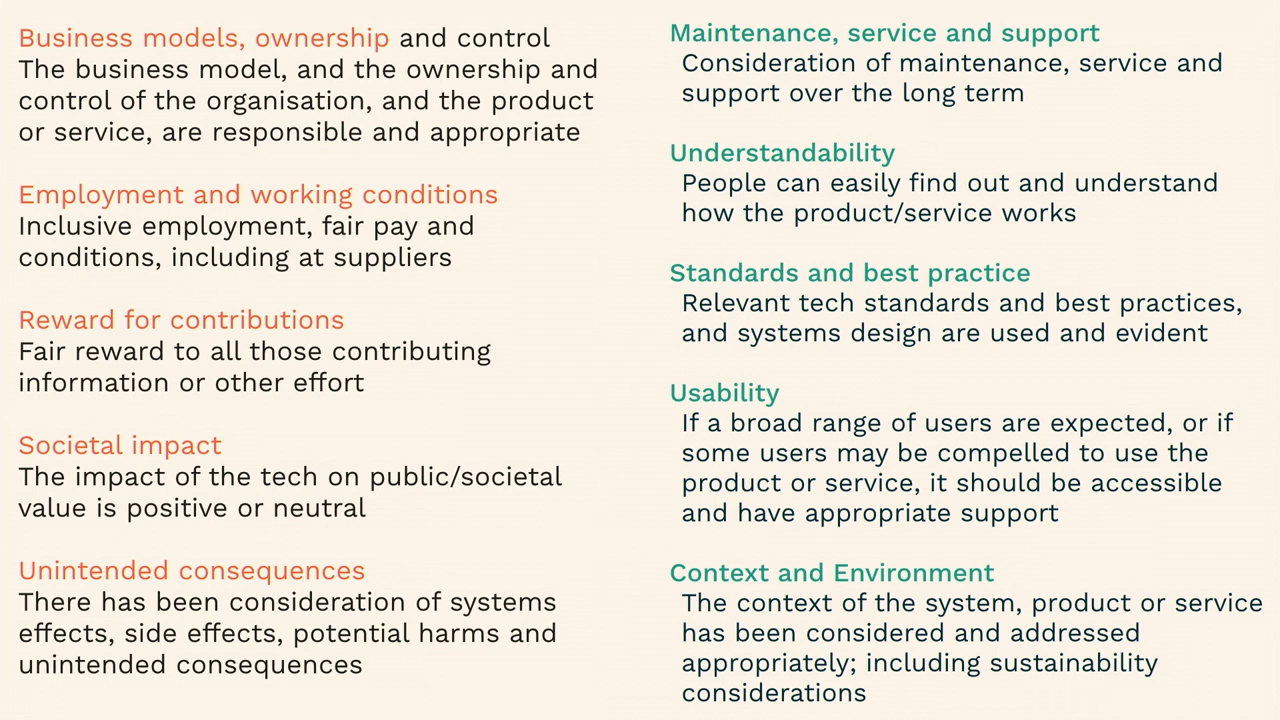 Business models, ownership and control
The business model, and the ownership and
control of the organisation, and the product
or service, are responsible and appropriate
Employment and working conditions
Inclusive employment, fair pay and
conditions, including at suppliers
Reward for contributions
Fair reward to all those contributing
information or other effort
Societal impact
The impact of the tech on public/societal
value is positive or neutral
Unintended consequences
There has been consideration of systems
effects, side effects, potential harms and
unintended consequences
Maintenance, service and support
Consideration of maintenance, service and
support over the long term
Understandability
People can easily find out and understand
how the product/service works
Standards and best practice
Relevant tech standards and best practices,
and systems design are used and evident
Usability
If a broad range of users are expected, or if
some users may be compelled to use the
product or service, it should be accessible
and have appropriate support
Context and Environment
The context of the system, product or service
has been considered and addressed
appropriately; including sustainability
considerations